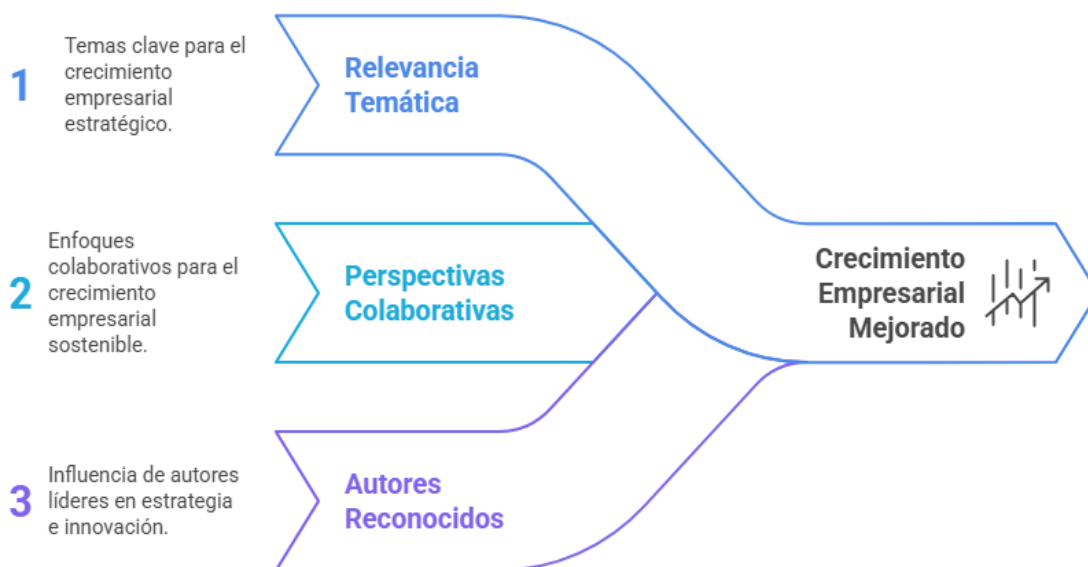 1
Temas clave para el
crecimiento
empresarial
estratégico.
Relevancia
Temática
2
Enfoques
colaborativos para el
crecimiento
empresarial
sostenible.
Perspectivas
Colaborativas
3
Influencia de autores
líderes en estrategia
e innovación.
Autores
Reconocidos
Crecimiento
Empresarial
Mejorado